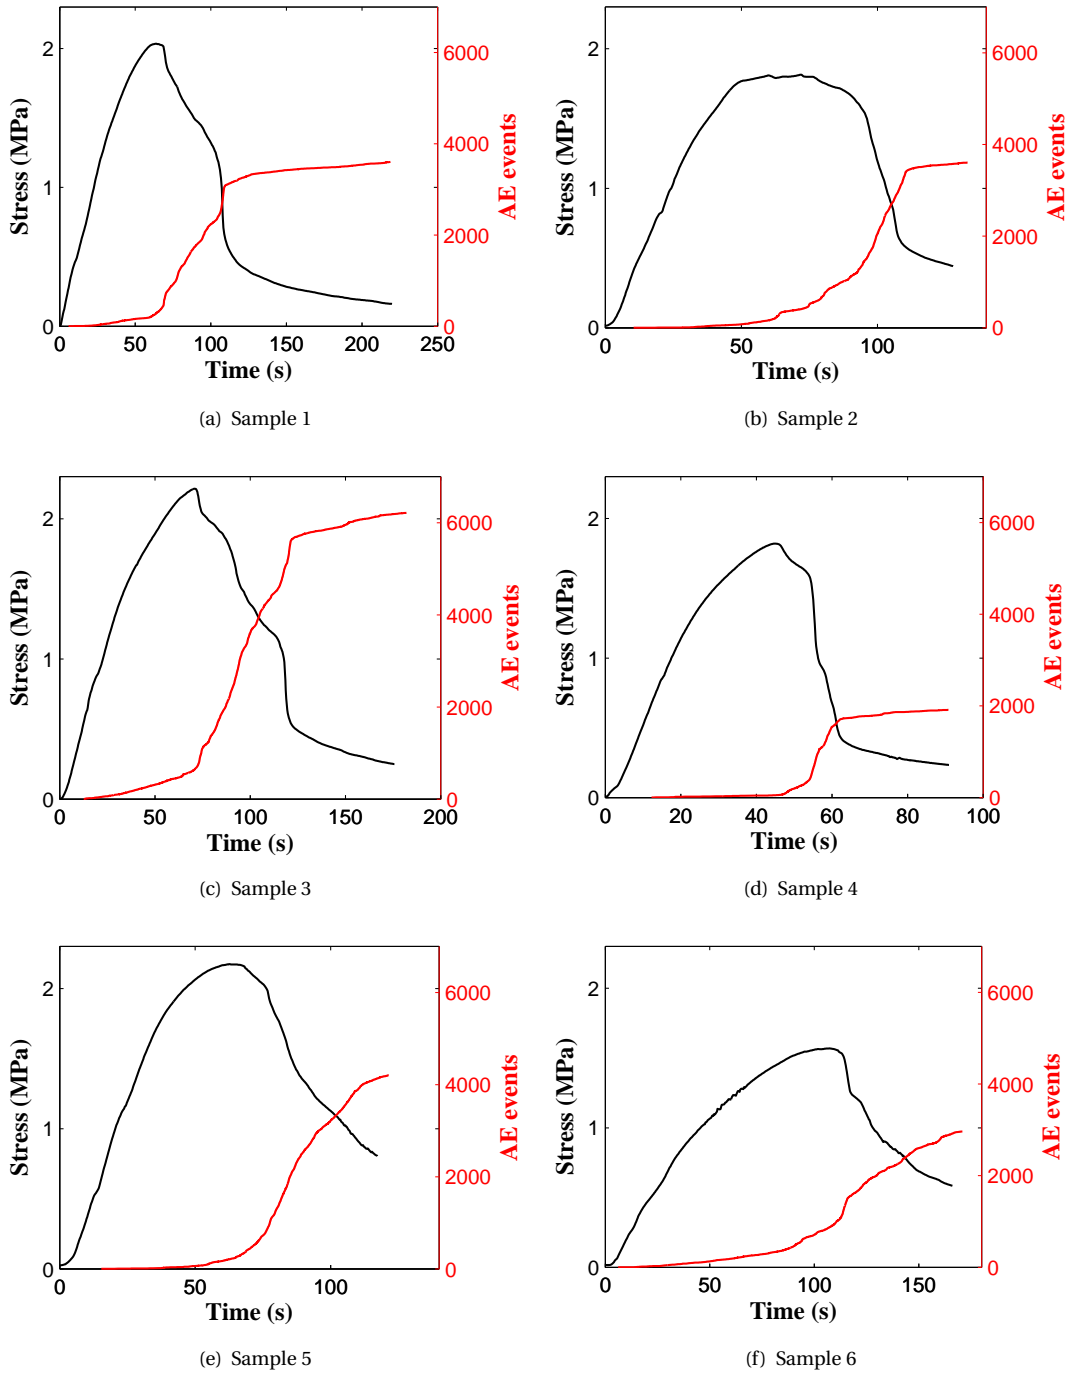 Stress (MPa)
2
1
0
AE events
6000
4000
2000
0
0 50 100 150 200 250
Time (s)
(a) Sample 1
Stress (MPa)
2
1
0
AE events
6000
4000
2000
0
0 50 100
Time (s)
(b) Sample 2
Stress (MPa)
2
1
0
AE events
6000
4000
2000
0
0 50 100 150 200
Time (s)
(c) Sample 3
Stress (MPa)
2
1
0
AE events
6000
4000
2000
0
0 20 40 60 80 100
Time (s)
(d) Sample 4
Stress (MPa)
2
1
0
AE events
6000
4000
2000
0
0 50 100
Time (s)
(e) Sample 5
Stress (MPa)
2
1
0
AE events
6000
4000
2000
0
0 50 100 150
Time (s)
(f) Sample 6